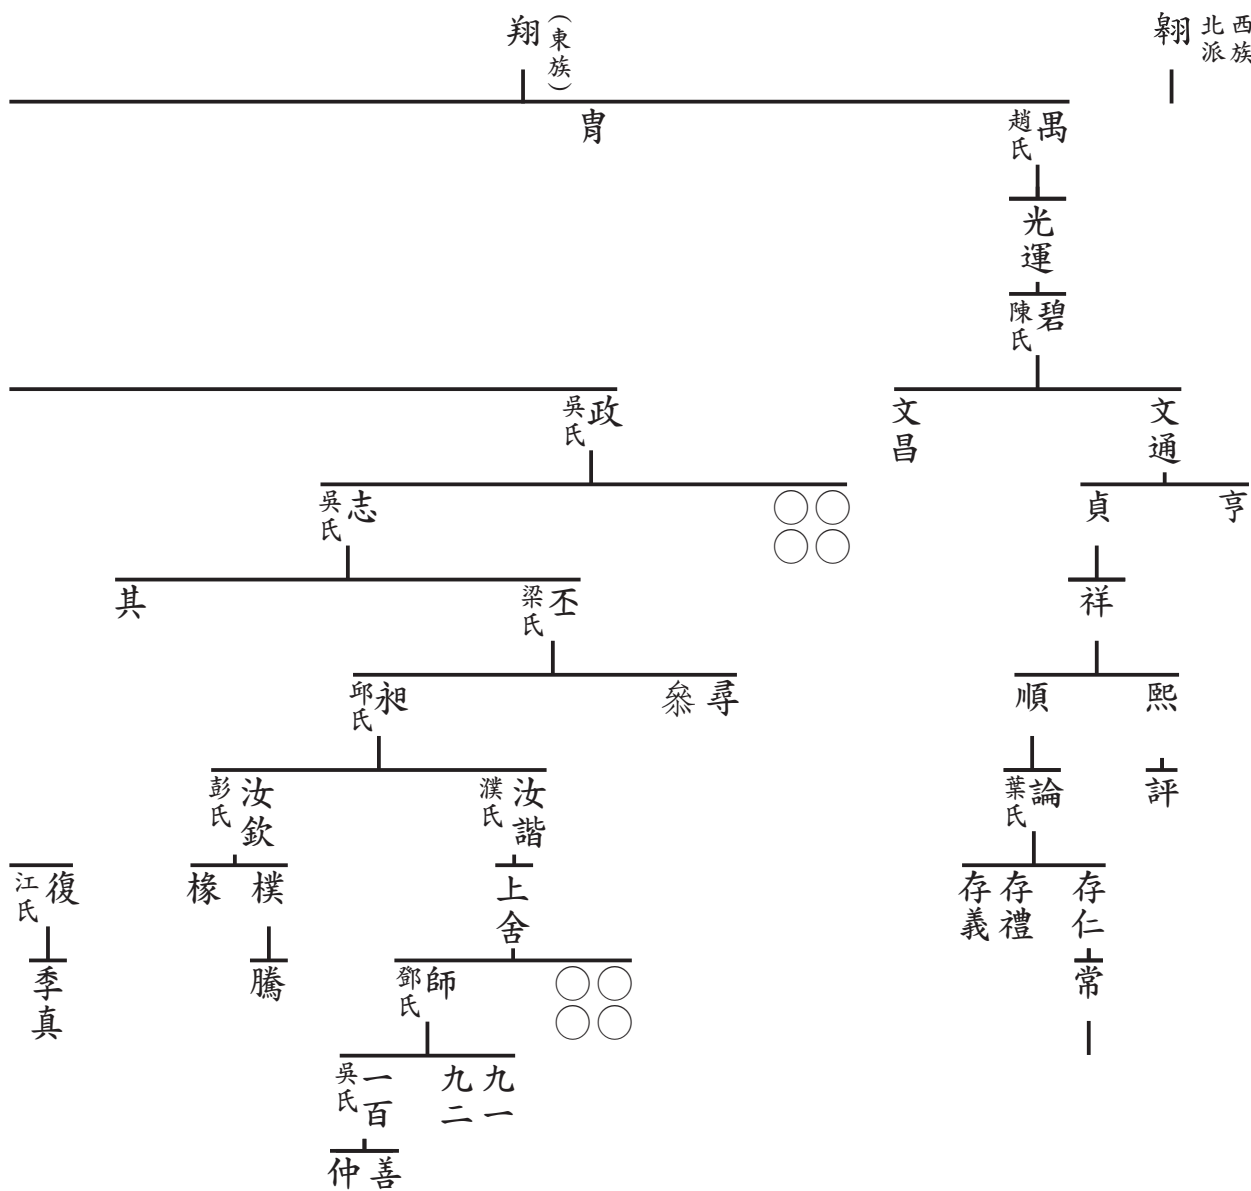 西族
北派
翱
翔
（東族）
禺
趙氏
胄
光運
碧
陳氏
文通
文昌
政
吳氏
亨
貞
志
吳氏
祥
丕
梁氏
其
熙
順
尋
昶
邱氏
評
論
葉氏
汝諧
濮氏
汝欽
彭氏
存仁
存禮
存義
上舍
樸
椽
復
江氏
常
師
鄧氏
騰
季真
九一
九二
一百
吳氏
善
仲